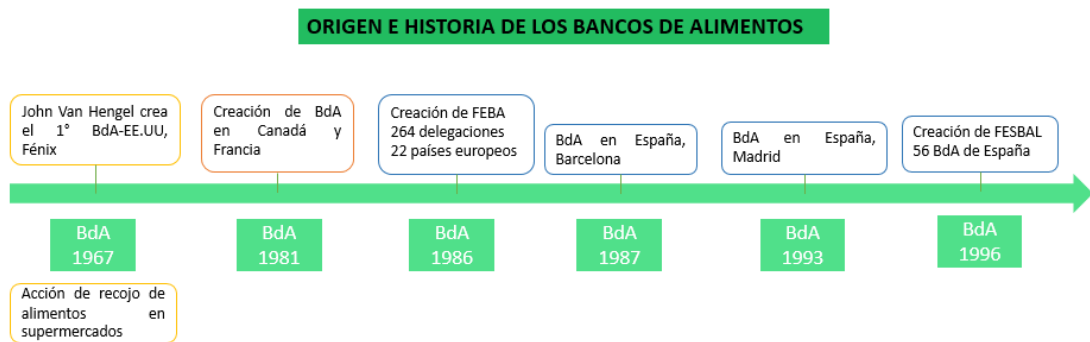 ORIGEN E HISTORIA DE LOS BANCOS DE ALIMENTOS
John Van Hengel crea
el 1° BdA-EE.UU,
Fénix
Creación de BdA
en Canadá y
Francia
Creación de FEBA
264 delegaciones
22 países europeos
BdA en España,
Barcelona
BdA en España,
Madrid
Creación de FESBAL
56 BdA de España
BdA
1967
BdA
1981
BdA
1986
BdA
1987
BdA
1993
BdA
1996
Acción de recojo de
alimentos en
supermercados